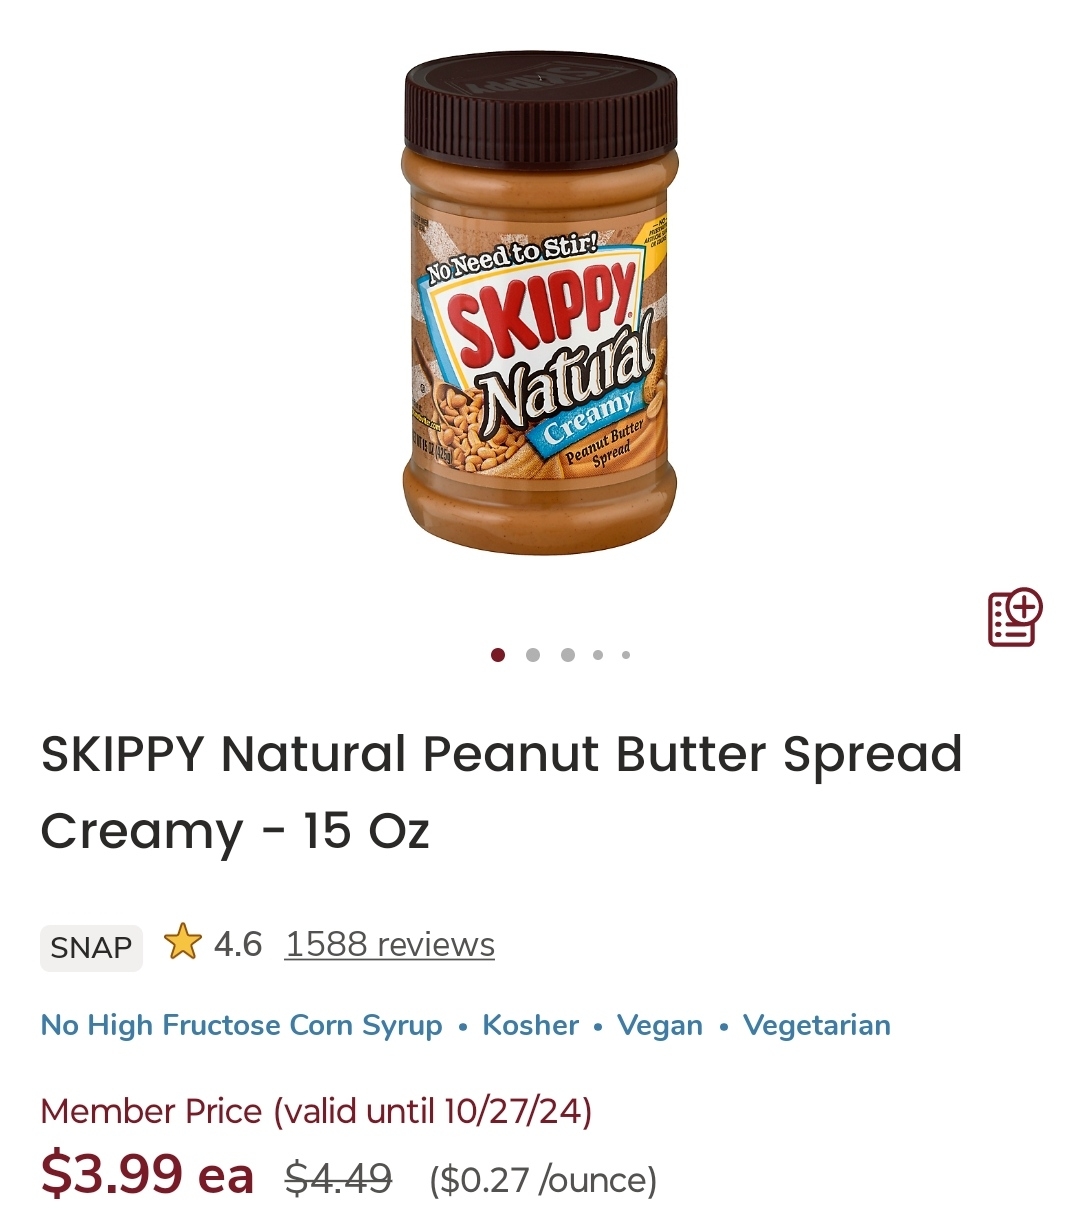 No Need to Stir!
SKIPPY
Natural
Creamy
Peanut Butter
Spread
SKIPPY Natural Peanut Butter Spread
Creamy - 15 Oz
SNAP 4.6 1588 reviews
No High Fructose Corn Syrup • Kosher • Vegan • Vegetarian
Member Price (valid until 10/27/24)
$3.99 ea $4.49 ($0.27 /ounce)